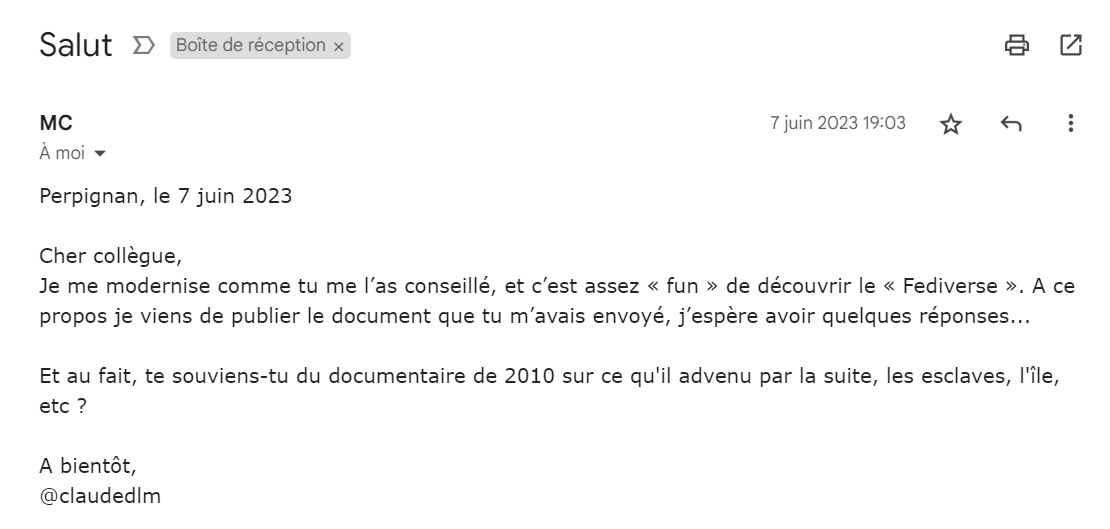 Salut Boîte de réception ×
MC 7 juin 2023 19:03
À moi
Perpignan, le 7 juin 2023
Cher collègue,
Je me modernise comme tu me l’as conseillé, et c’est assez « fun » de découvrir le « Fediverse ». A ce
propos je viens de publier le document que tu m’avais envoyé, j’espère avoir quelques réponses...
Et au fait, te souviens-tu du documentaire de 2010 sur ce qu'il advenu par la suite, les esclaves, l'île,
etc ?
A bientôt,
@claudedlm